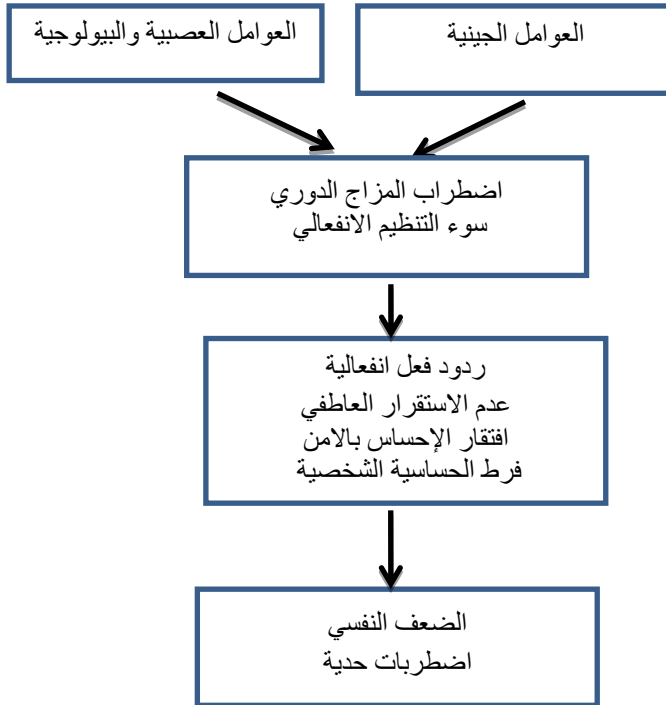 العوامل الجينية
العوامل العصبية والبيولوجية
اضطراب المزاج الدوري
سوء التنظيم الانفعالي
ردود فعل انفعالية
عدم الاستقرار العاطفي
افتقار الإحساس بالامن
فرط الحساسية الشخصية
الضعف النفسي
اضطربات حدية